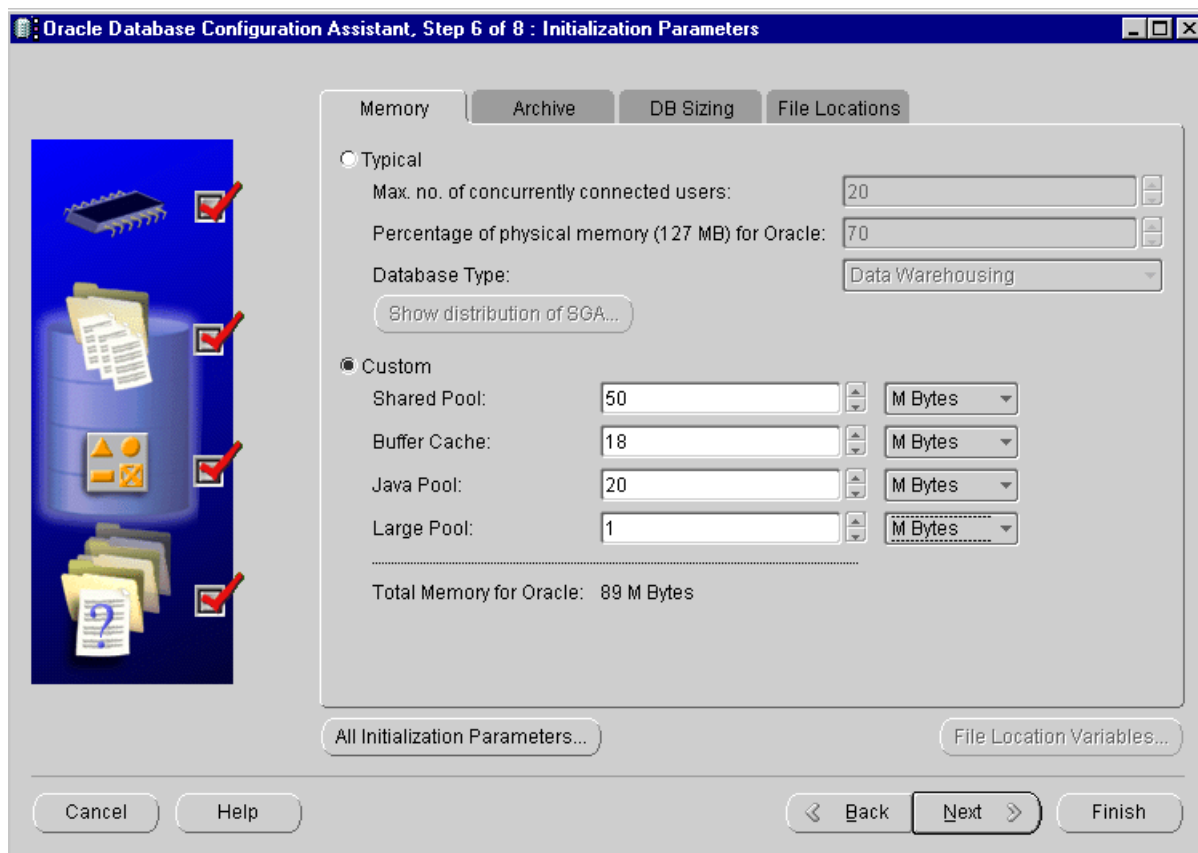 Oracle Database Configuration Assistant, Step 6 of 8 : Initialization Parameters
Memory Archive DB Sizing File Locations
Typical
Max. no. of concurrently connected users: 20
Percentage of physical memory (127 MB) for Oracle: 70
Database Type: Data Warehousing
Show distribution of SGA...
Custom
Shared Pool: 50 M Bytes
Buffer Cache: 18 M Bytes
Java Pool: 20 M Bytes
Large Pool: 1 M Bytes
Total Memory for Oracle: 89 M Bytes
All Initialization Parameters... File Location Variables...
Cancel Help Back Next Finish